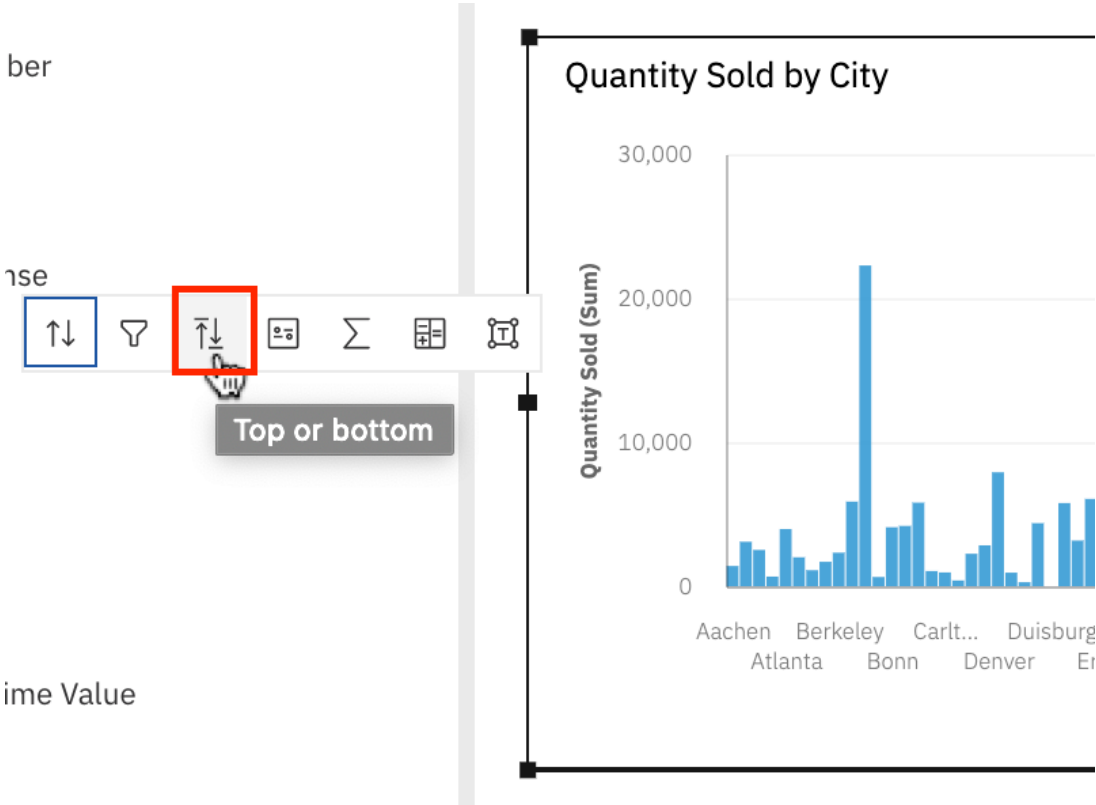 ber
nse
ime Value
Top or bottom
Quantity Sold by City
Quantity Sold (Sum)
30,000
20,000
10,000
0
Aachen Berkeley Carlt... Duisburg
Atlanta Bonn Denver Er